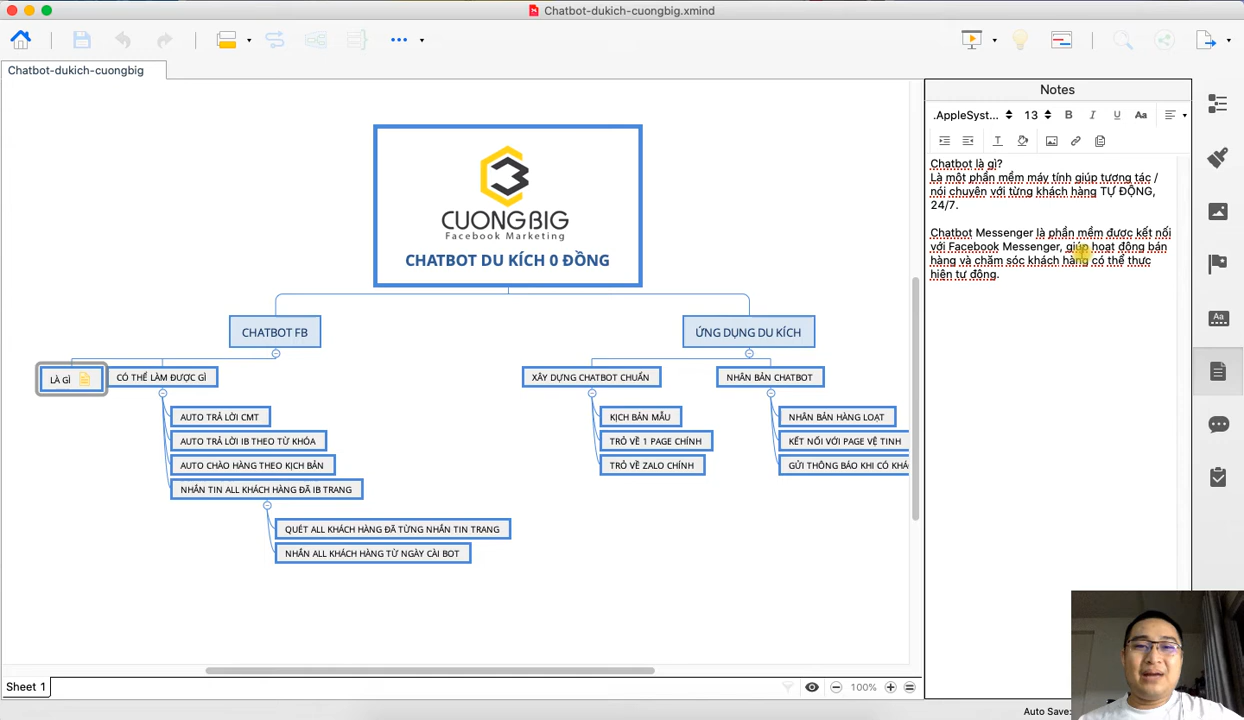 Chatbot-dukich-cuongbig.xmind
Chatbot-dukich-cuongbig
CUONGBIG
Facebook Marketing
CHATBOT DU KÍCH 0 ĐỒNG
CHATBOT FB
ỨNG DỤNG DU KÍCH
LÀ GÌ
CÓ THỂ LÀM ĐƯỢC GÌ
AUTO TRẢ LỜI CMT
AUTO TRẢ LỜI IB THEO TỪ KHÓA
AUTO CHÀO HÀNG THEO KỊCH BẢN
NHẮN TIN ALL KHÁCH HÀNG ĐÃ IB TRANG
QUÉT ALL KHÁCH HÀNG ĐÃ TỪNG NHẮN TIN TRANG
NHẮN ALL KHÁCH HÀNG TỪ NGÀY CÀI BOT
XÂY DỰNG CHATBOT CHUẨN
KỊCH BẢN MẪU
TRỎ VỀ 1 PAGE CHÍNH
TRỎ VỀ ZALO CHÍNH
NHÂN BẢN CHATBOT
NHÂN BẢN HÀNG LOẠT
KẾT NỐI VỚI PAGE VỆ TINH
GỬI THÔNG BÁO KHI CÓ
Notes
.AppleSyst... 13 B I U Aa
Aa
Chatbot là gì?
Là một phần mềm máy tính giúp tương tác /
nói chuyện với từng khách hàng TỰ ĐỘNG,
24/7.
Chatbot Messenger là phần mềm được kết nối
với Facebook Messenger, giúp hoạt động bán
hàng và chăm sóc khách hàng có thể thực
hiện tự động.
Sheet 1
100%
Auto Save: